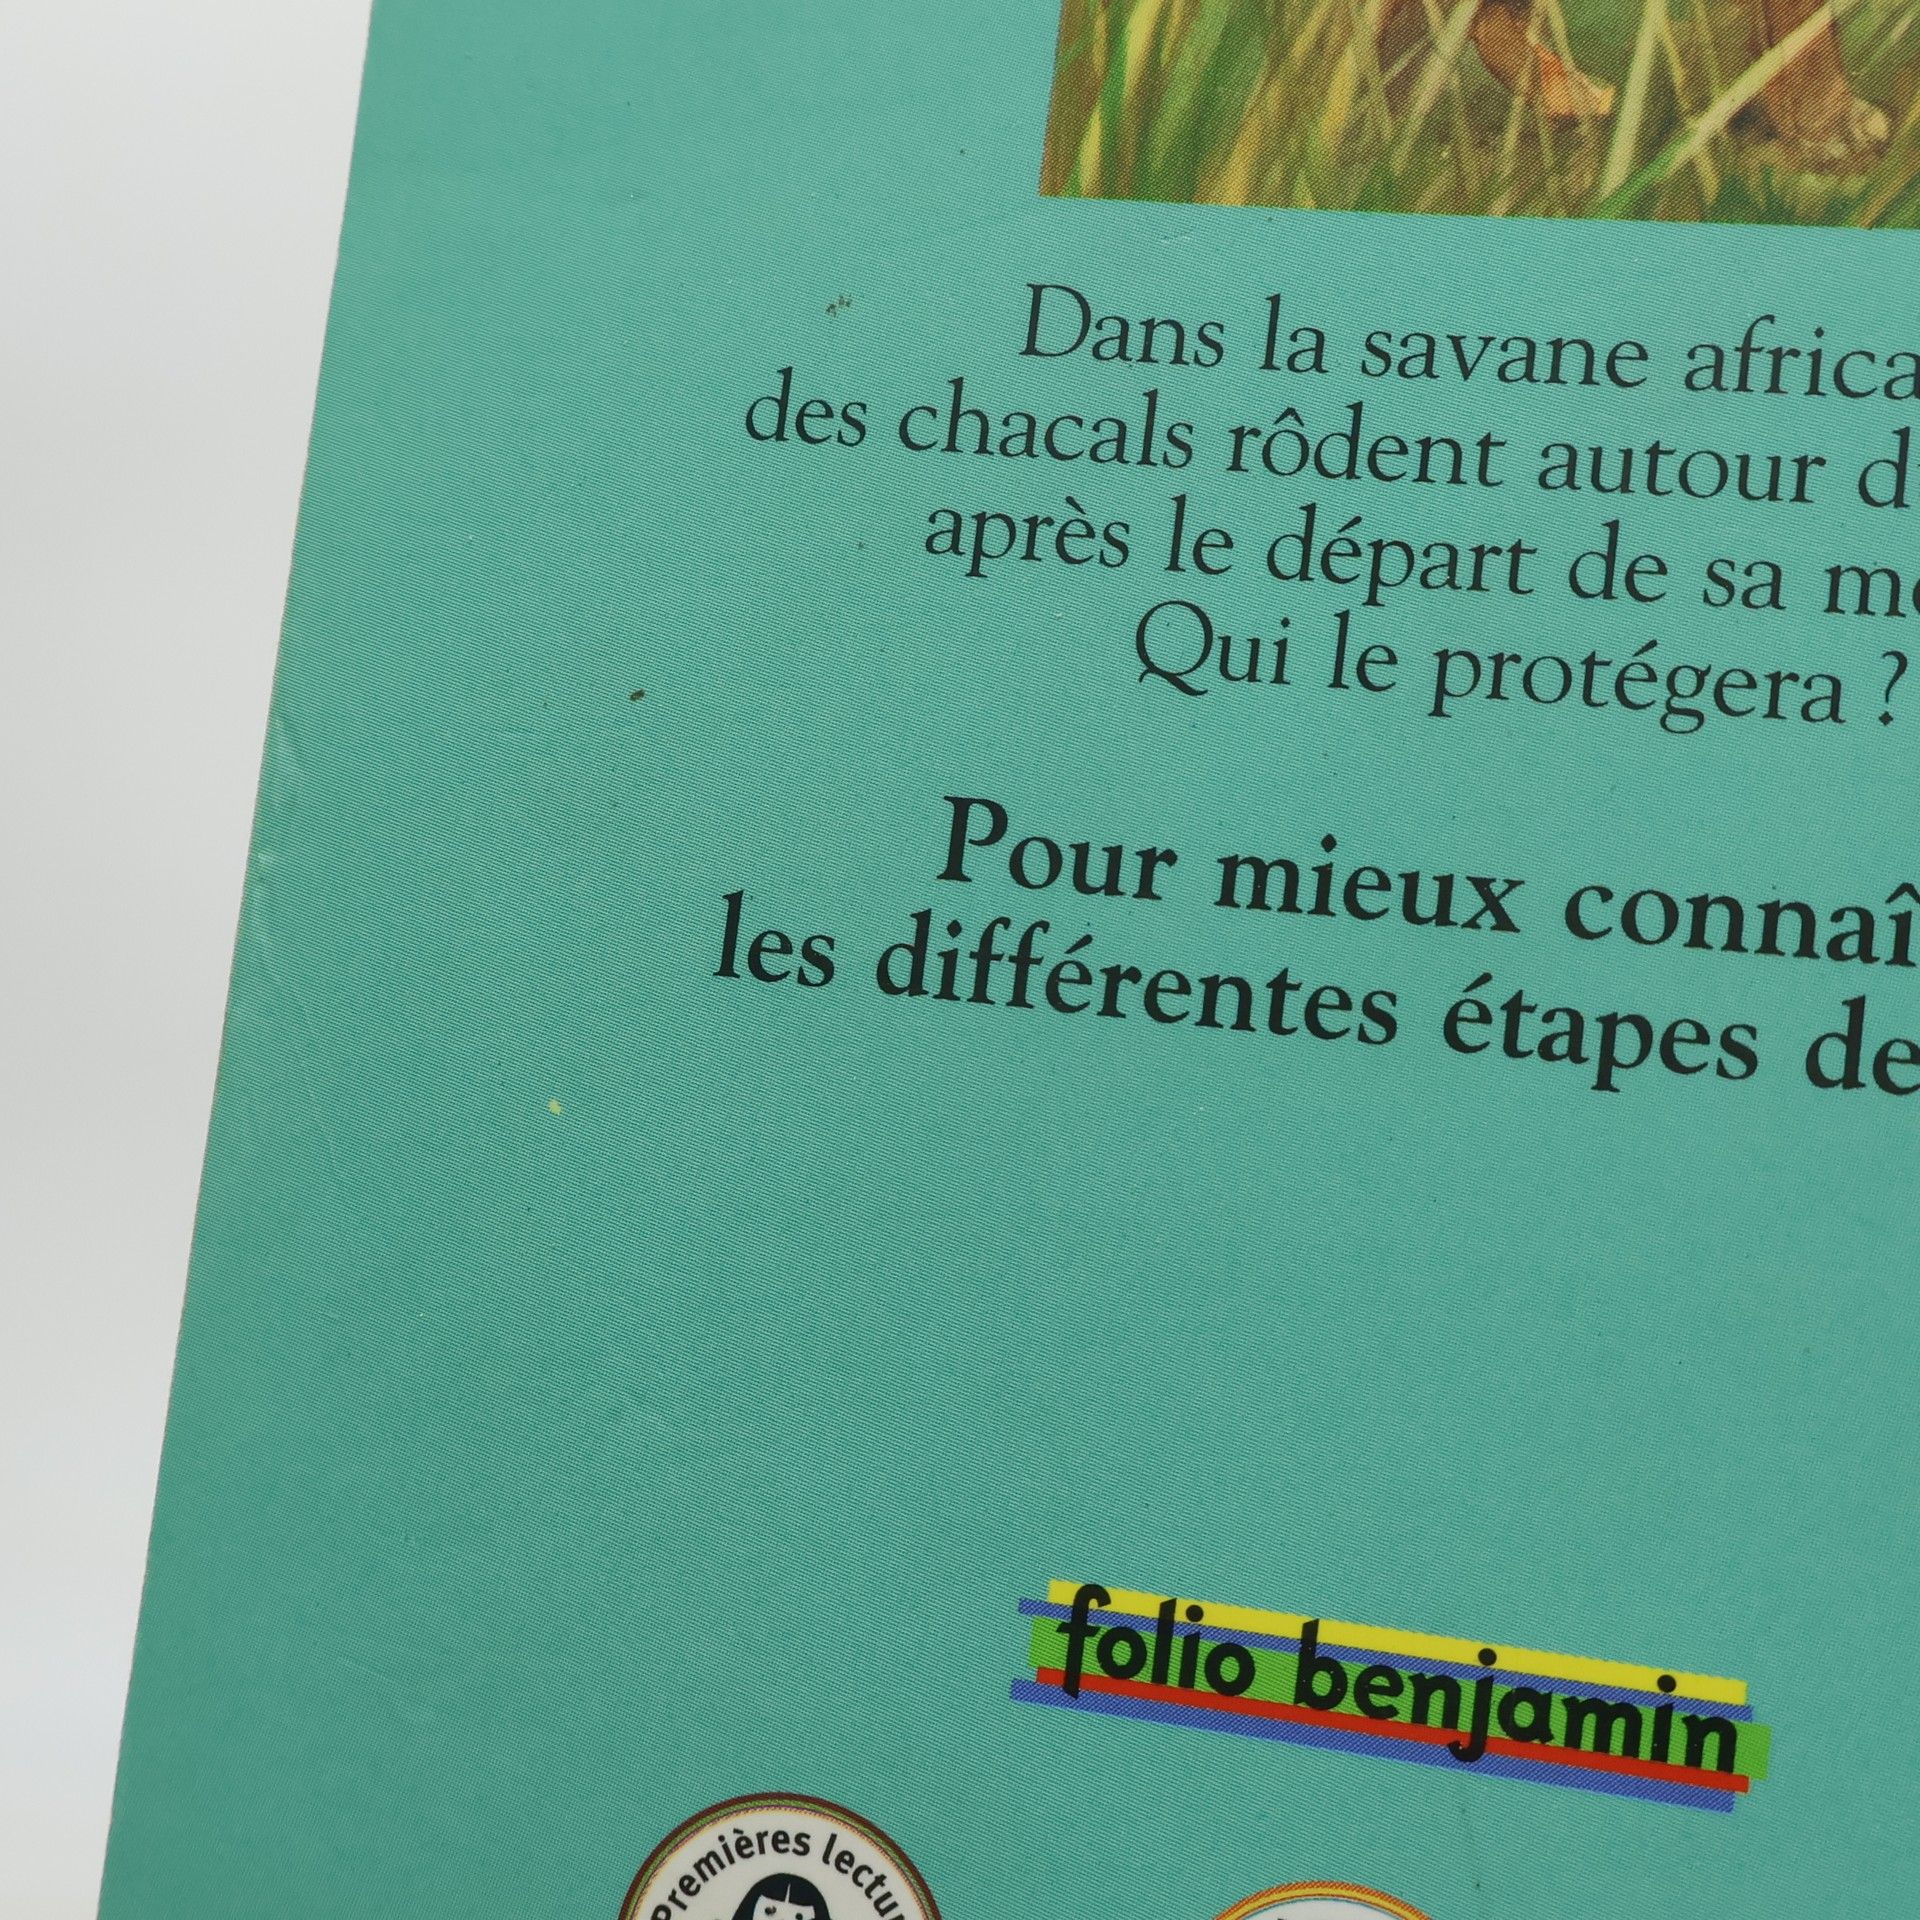 Dans la savane africa
des chacals rôdent autour d'
après le départ de sa m
Qui le protégera ?
Pour mieux connaî
les différentes étapes de
folio benjamin
Premières lectur